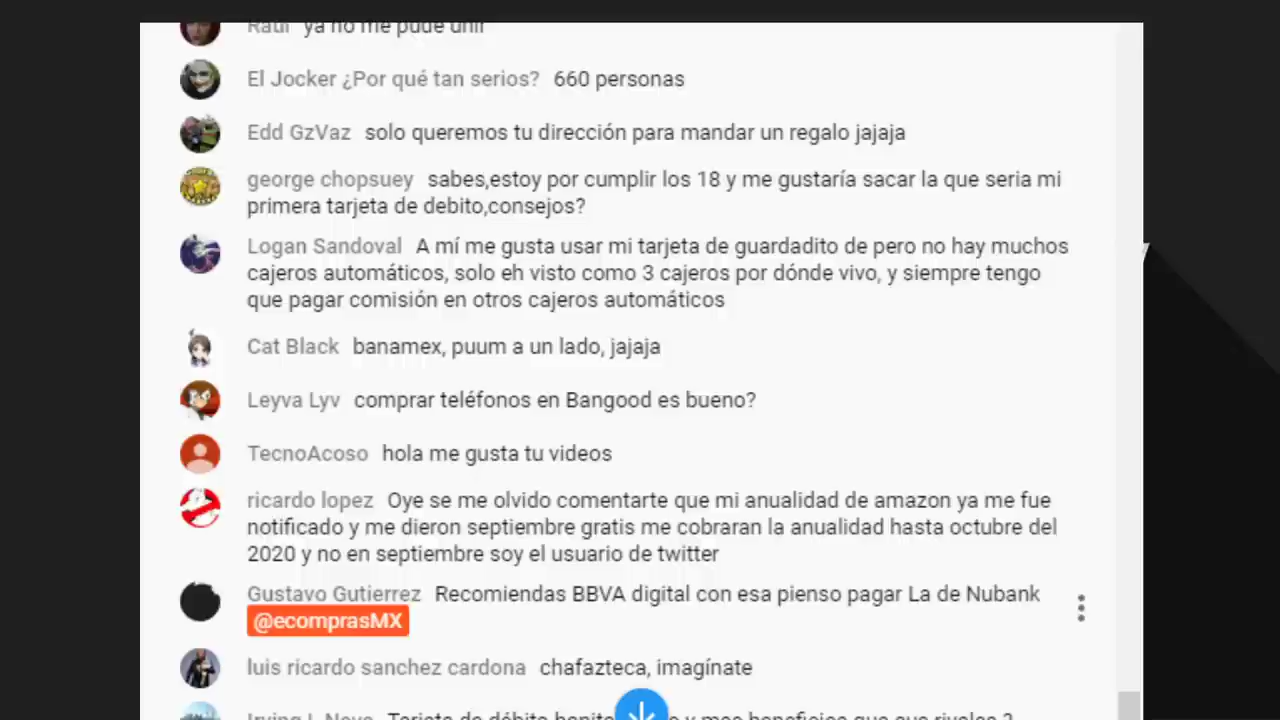 Raúl ya no me pude unir
El Jocker ¿Por qué tan serios? 660 personas
Edd GzVaz solo queremos tu dirección para mandar un regalo jajaja
george chopsuey sabes,estoy por cumplir los 18 y me gustaría sacar la que seria mi
primera tarjeta de debito,consejos?
Logan Sandoval A mí me gusta usar mi tarjeta de guardadito de pero no hay muchos
cajeros automáticos, solo eh visto como 3 cajeros por dónde vivo, y siempre tengo
que pagar comisión en otros cajeros automáticos
Cat Black banamex, puum a un lado, jajaja
Leyva Lyv comprar teléfonos en Bangood es bueno?
TecnoAcoso hola me gusta tu videos
ricardo lopez Oye se me olvido comentarte que mi anualidad de amazon ya me fue
notificado y me dieron septiembre gratis me cobraran la anualidad hasta octubre del
2020 y no en septiembre soy el usuario de twitter
Gustavo Gutierrez Recomiendas BBVA digital con esa pienso pagar La de Nubank
@ecomprasMX
luis ricardo sanchez cardona chafazteca, imagínate
Tarjeta de débito y mas beneficios que sus rivales ?